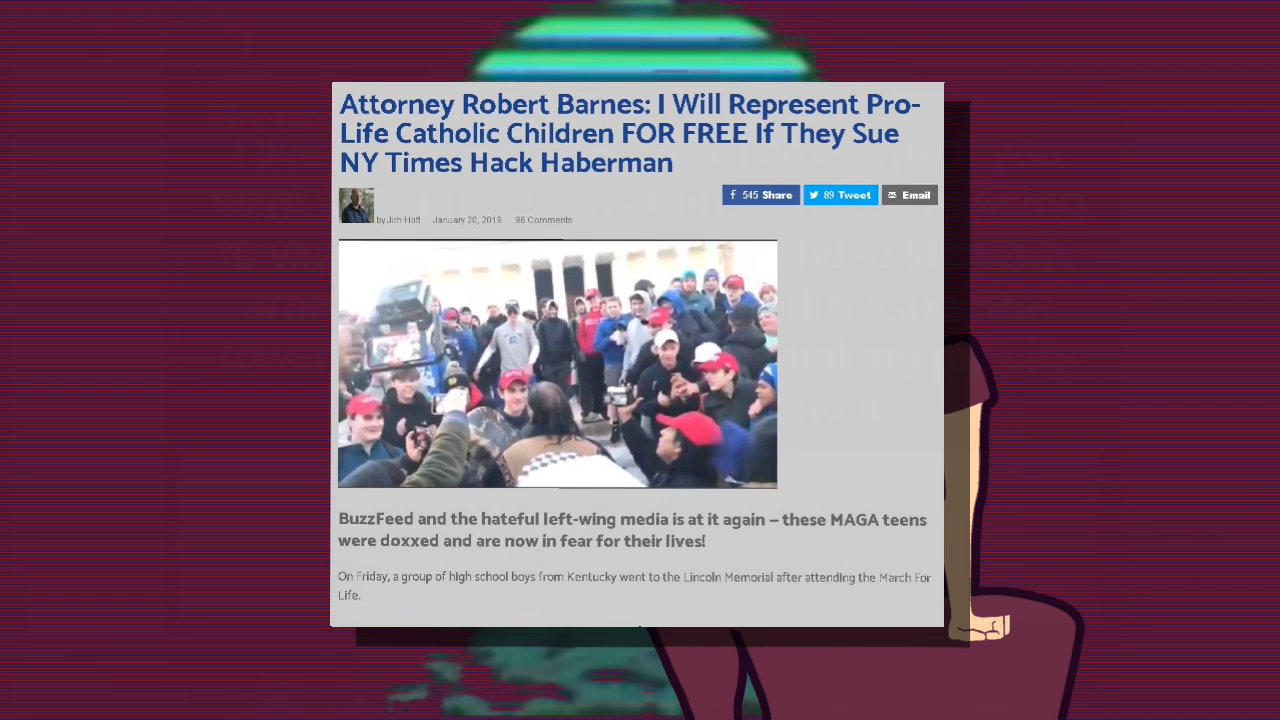 Attorney Robert Barnes: I Will Represent Pro-
Life Catholic Children FOR FREE If They Sue
NY Times Hack Haberman
545 Share
89 Tweet
Email
by Jim Hoft January 20, 2019 96 Comments
BuzzFeed and the hateful left-wing media is at it again – these MAGA teens
were doxxed and are now in fear for their lives!
On Friday, a group of high school boys from Kentucky went to the Lincoln Memorial after attending the March For
Life.